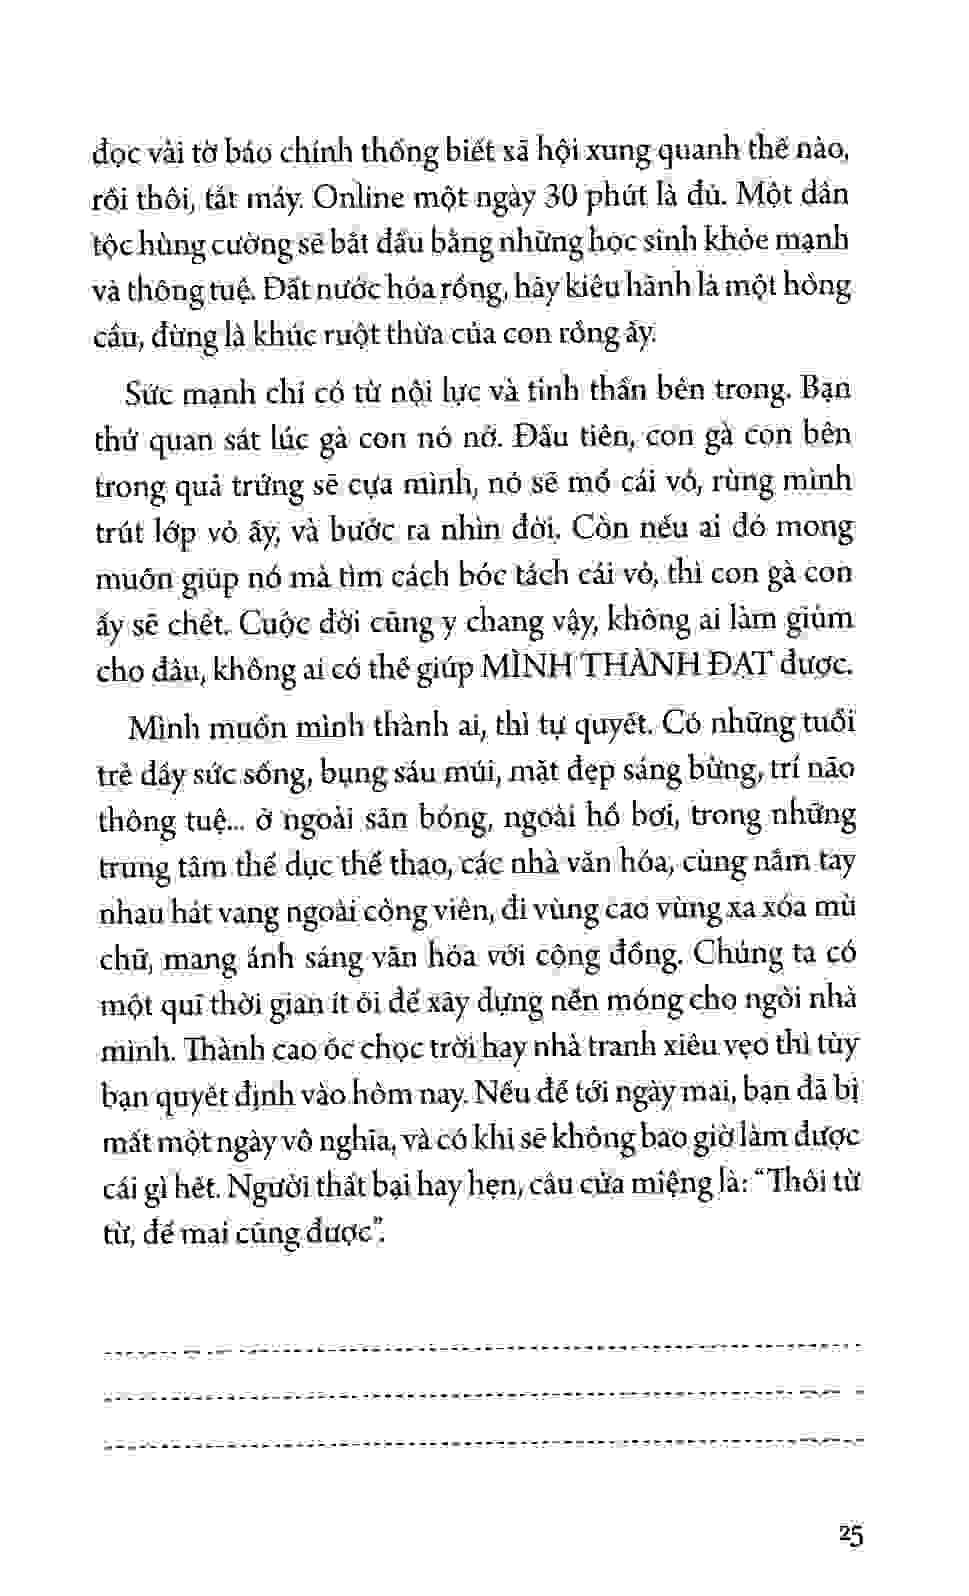 đọc vài tờ báo chính thống biết xã hội xung quanh thế nào,
rồi thôi, tắt máy. Online một ngày 30 phút là đủ. Một dân
tộc hùng cường sẽ bắt đầu bằng những học sinh khỏe mạnh
và thông tuệ. Đất nước hóa rồng, hãy kiêu hãnh là một hồng
cầu, đừng là khúc ruột thừa của con rồng ấy.
Sức mạnh chỉ có từ nội lực và tinh thần bên trong. Bạn
thử quan sát lúc gà con nó nở. Đầu tiên, con gà con bên
trong quả trứng sẽ cựa mình, nó sẽ mổ cái vỏ, rùng mình
trút lớp vỏ ấy, và bước ra nhìn đời. Còn nếu ai đó mong
muốn giúp nó mà tìm cách bóc tách cái vỏ, thì con gà con
ấy sẽ chết. Cuộc đời cũng y chang vậy, không ai làm giùm
cho đâu, không ai có thể giúp MÌNH THÀNH ĐẠT được.
Mình muốn mình thành ai, thì tự quyết. Có những tuổi
trẻ đầy sức sống, bụng sáu múi, mặt đẹp sáng bừng, trí não
thông tuệ... ở ngoài sân bóng, ngoài hồ bơi, trong những
trung tâm thể dục thể thao, các nhà văn hóa, cùng nắm tay
nhau hát vang ngoài công viên, đi vùng cao vùng xa xóa mù
chữ, mang ánh sáng văn hóa với cộng đồng. Chúng ta có
một quĩ thời gian ít ỏi để xây dựng nền móng cho ngôi nhà
mình. Thành cao ốc chọc trời hay nhà tranh xiêu vẹo thì tùy
bạn quyết định vào hôm nay. Nếu để tới ngày mai, bạn đã bị
mất một ngày vô nghĩa, và có khi sẽ không bao giờ làm được
cái gì hết. Người thất bại hay hẹn, câu cửa miệng là: “Thôi từ
từ, để mai cũng được”.
25